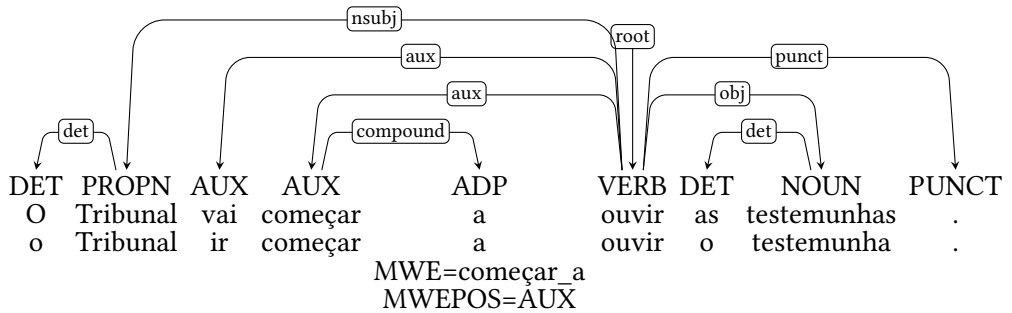 nsubj
root
aux
punct
aux
obj
det
compound
det
DET PROPN AUX AUX ADP VERB DET NOUN PUNCT
O Tribunal vai começar a ouvir as testemunhas .
o Tribunal ir começar a ouvir o testemunha .
MWE=começar_a
MWEPOS=AUX